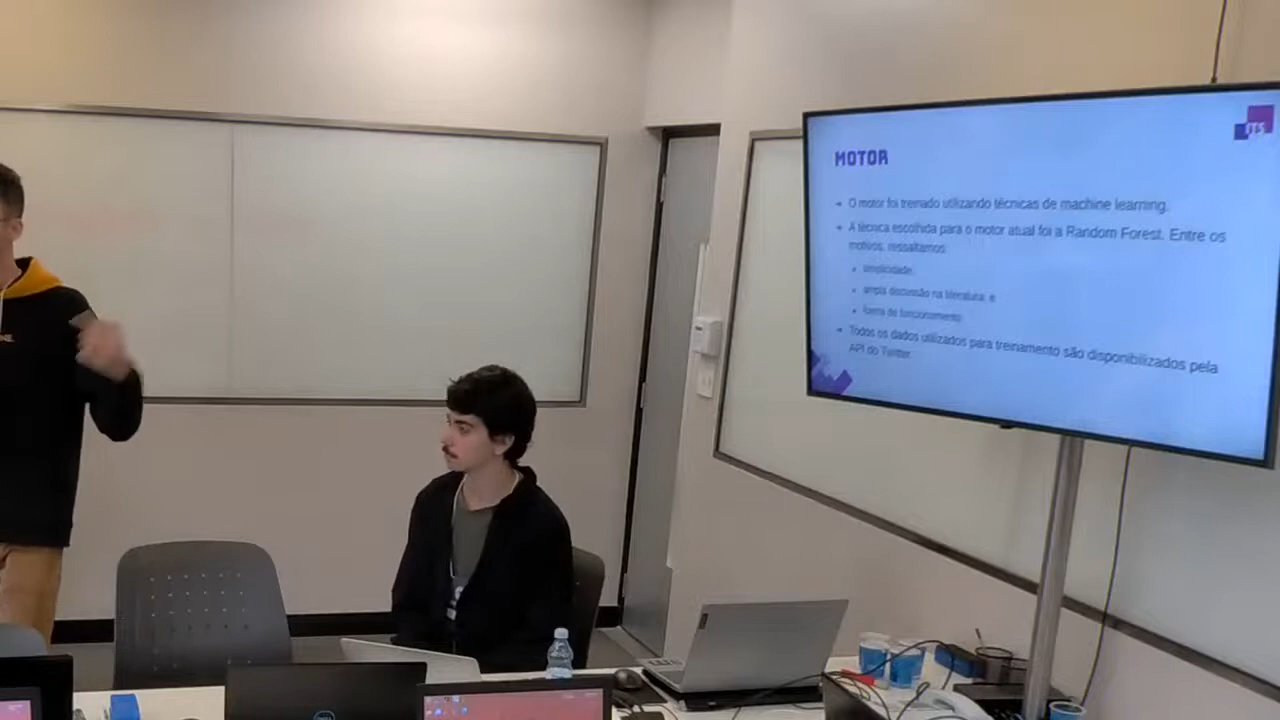 ITS
MOTOR
O motor foi treinado utilizando técnicas de machine learning.
A técnica escolhida para o motor atual foi a Random Forest. Entre os
motivos, ressaltamos:
simplicidade;
ampla discussão na literatura; e
forma de funcionamento.
Todos os dados utilizados para treinamento são disponibilizados pela
API do Twitter.
DELL